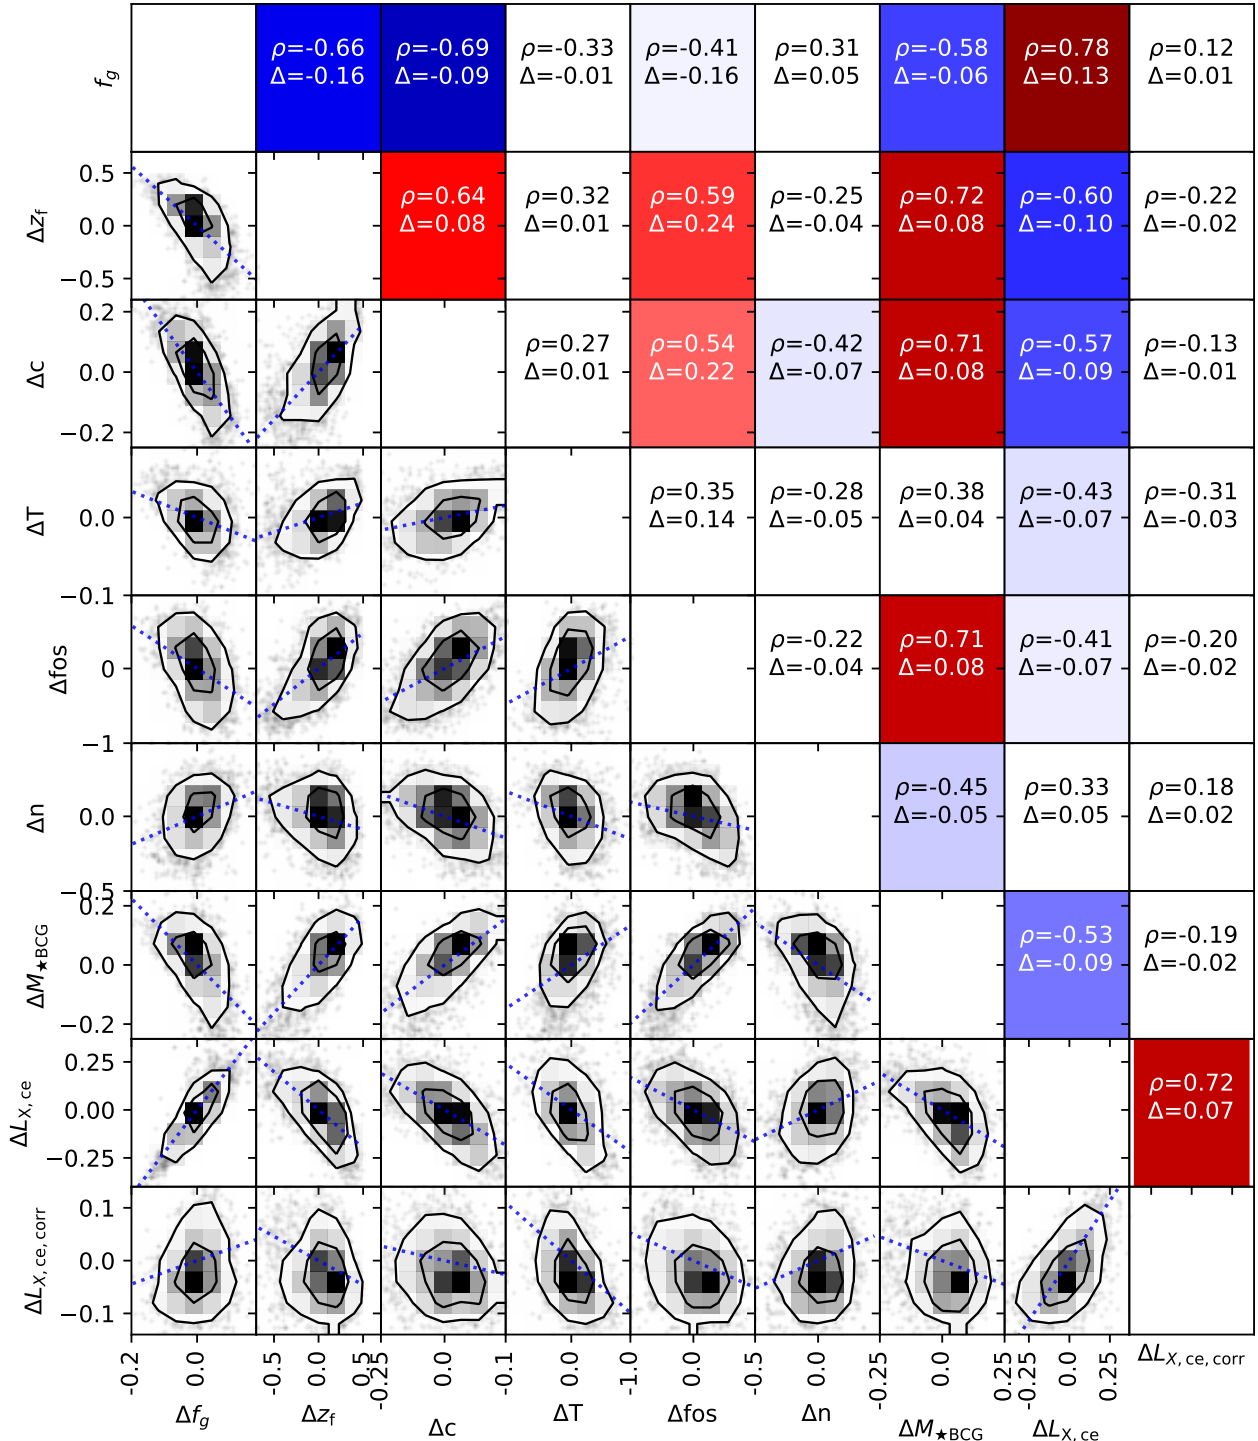 f_g
ρ=-0.66
Δ=-0.16
ρ=-0.69
Δ=-0.09
ρ=-0.33
Δ=-0.01
ρ=-0.41
Δ=-0.16
ρ=0.31
Δ=0.05
ρ=-0.58
Δ=-0.06
ρ=0.78
Δ=0.13
ρ=0.12
Δ=0.01
Δz_f
0.5
0.0
−0.5
ρ=0.64
Δ=0.08
ρ=0.32
Δ=0.01
ρ=0.59
Δ=0.24
ρ=-0.25
Δ=-0.04
ρ=0.72
Δ=0.08
ρ=-0.60
Δ=-0.10
ρ=-0.22
Δ=-0.02
Δc
0.2
0.0
−0.2
ρ=0.27
Δ=0.01
ρ=0.54
Δ=0.22
ρ=-0.42
Δ=-0.07
ρ=0.71
Δ=0.08
ρ=-0.57
Δ=-0.09
ρ=-0.13
Δ=-0.01
ΔT
0.0
−0.1
ρ=0.35
Δ=0.14
ρ=-0.28
Δ=-0.05
ρ=0.38
Δ=0.04
ρ=-0.43
Δ=-0.07
ρ=-0.31
Δ=-0.03
Δfos
0
−1
ρ=-0.22
Δ=-0.04
ρ=0.71
Δ=0.08
ρ=-0.41
Δ=-0.07
ρ=-0.20
Δ=-0.02
Δn
0.0
−0.5
ρ=-0.45
Δ=-0.05
ρ=0.33
Δ=0.05
ρ=0.18
Δ=0.02
ΔM_★BCG
0.2
0.0
−0.2
ρ=-0.53
Δ=-0.09
ρ=-0.19
Δ=-0.02
ΔL_X,ce
0.25
0.00
−0.25
ρ=0.72
Δ=0.07
ΔL_X,ce,corr
0.1
0.0
−0.1
-0.2
0.0
-0.5
0.0
0.0
-0.1
0.0
-1.0
0.0
0.0
0.0
-0.25
0.0
0.25
Δf_g
Δz_f
Δc
ΔT
Δfos
Δn
ΔM_★BCG
ΔL_X,ce
ΔL_X,ce,corr